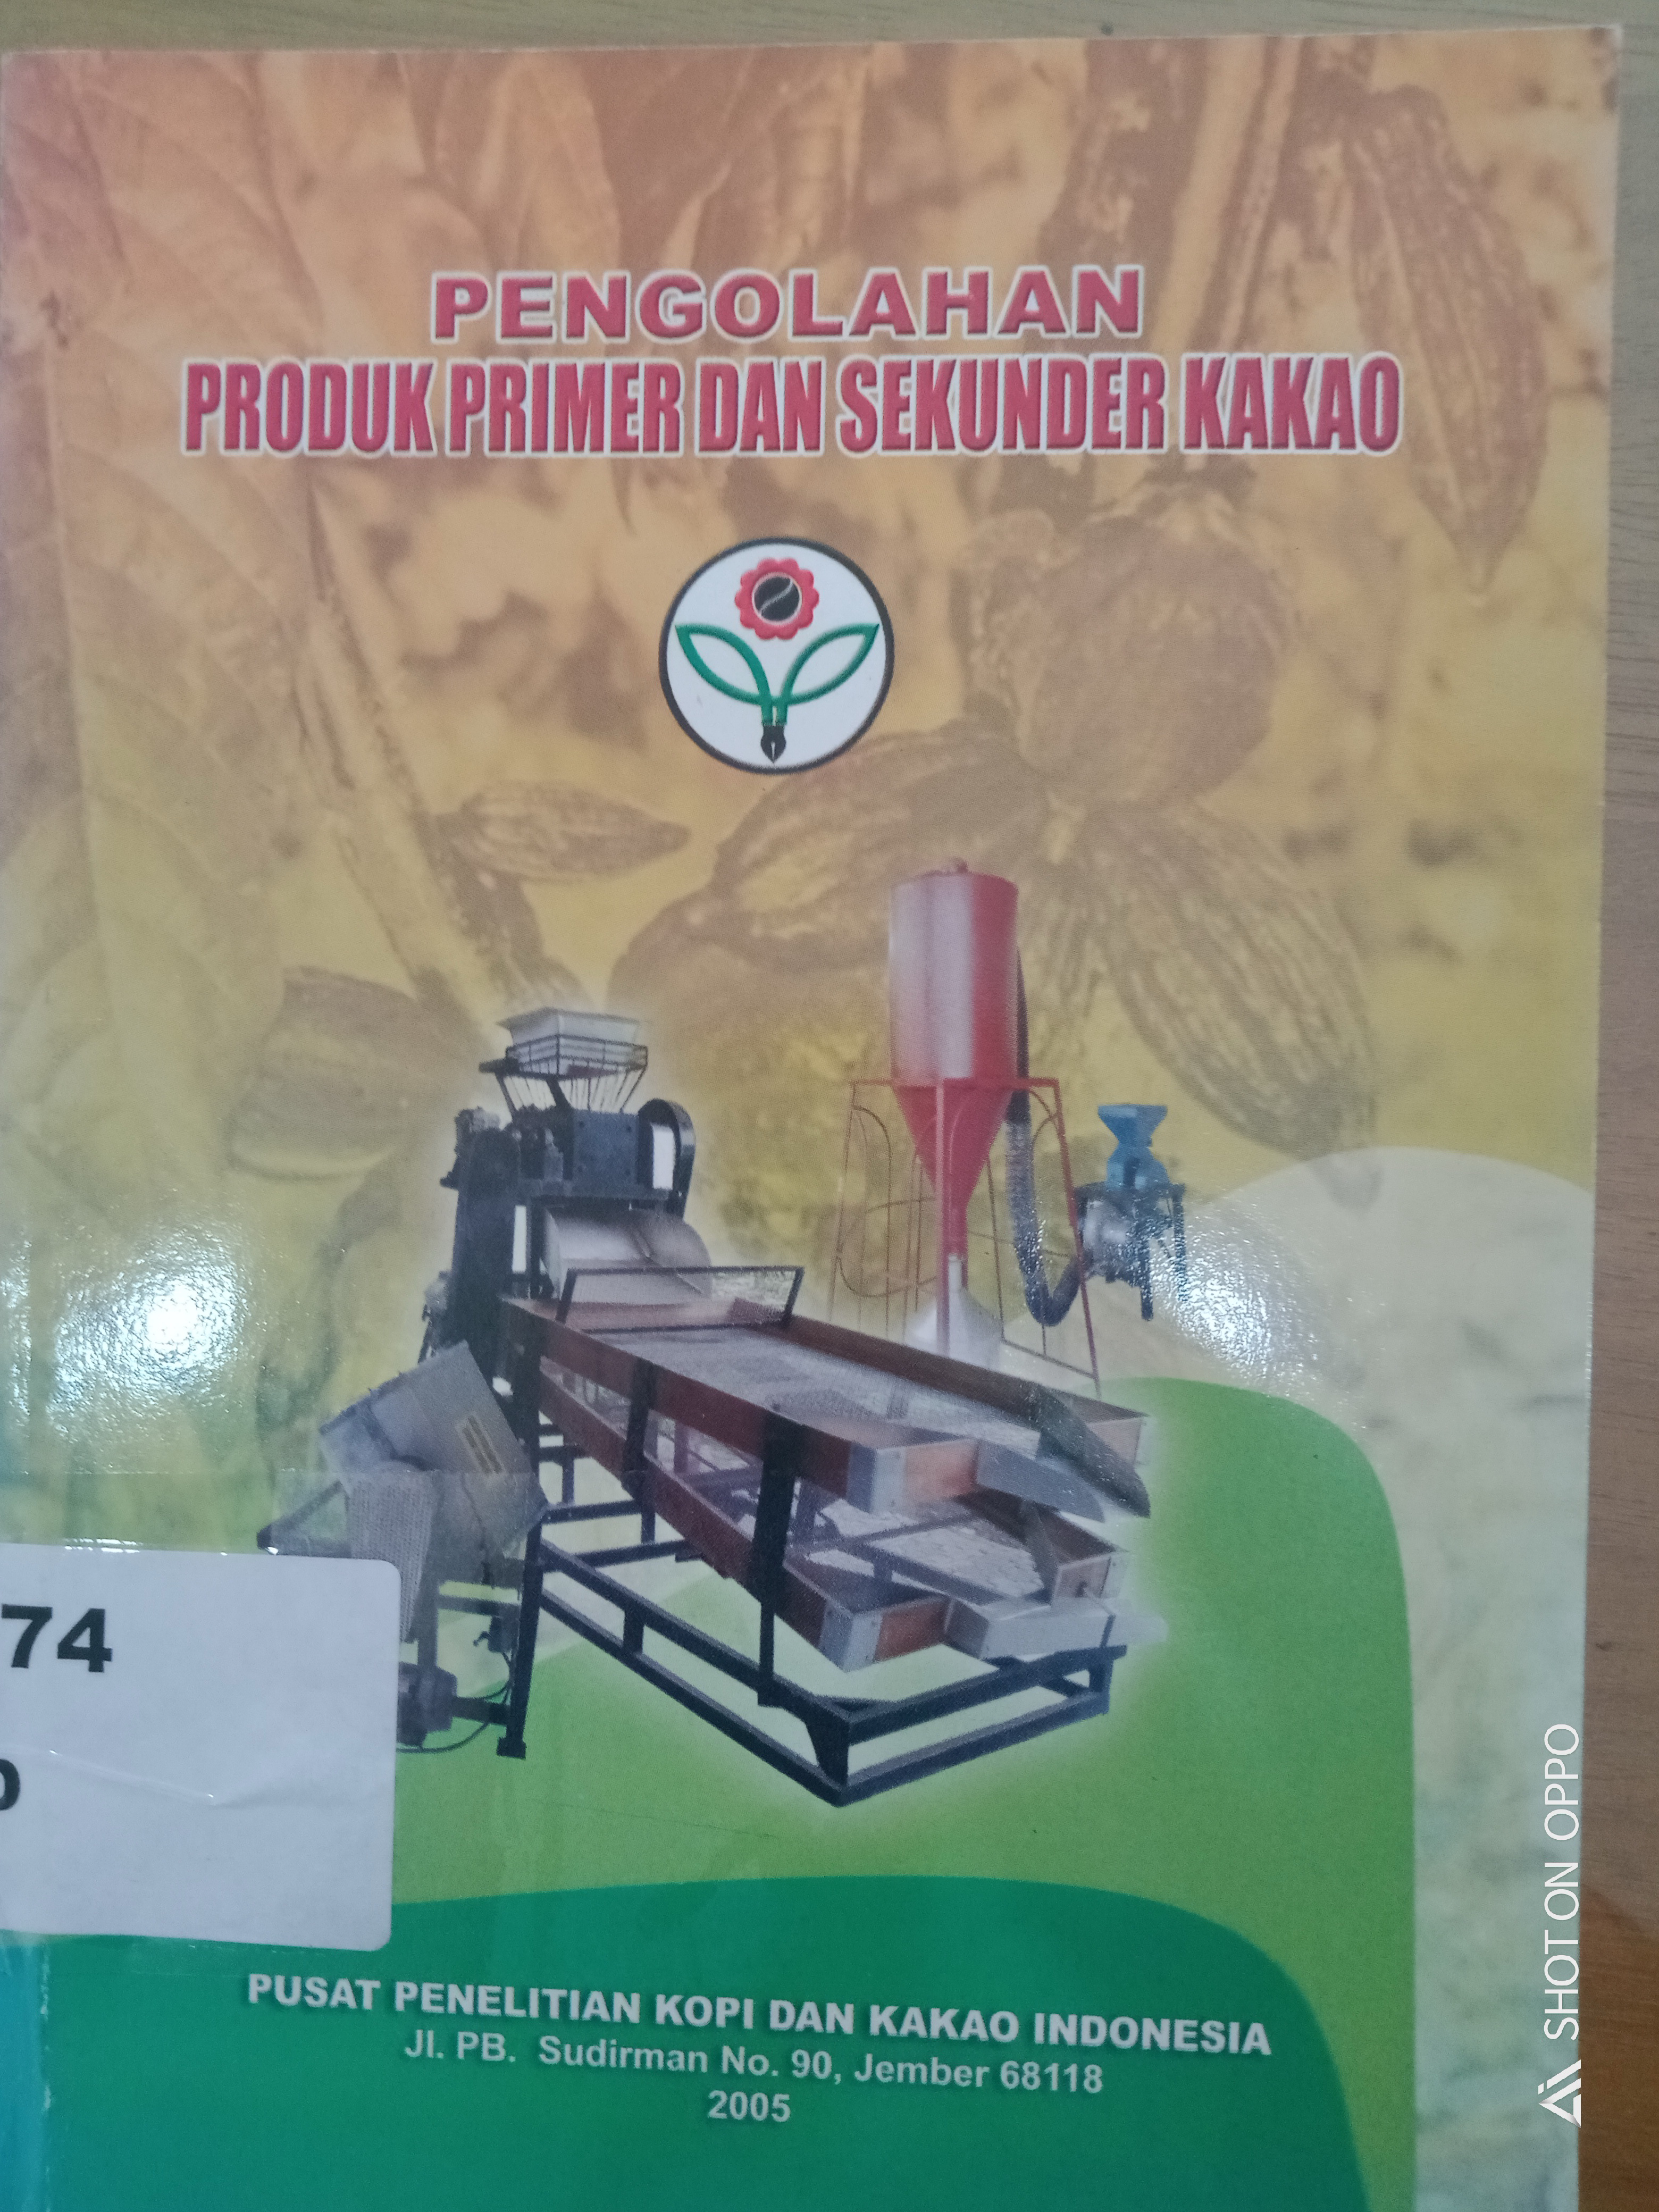 PENGOLAHAN
PRODUK PRIMER DAN SEKUNDER KAKAO
74
PUSAT PENELITIAN KOPI DAN KAKAO INDONESIA
Jl. PB. Sudirman No. 90, Jember 68118
2005
SHOT ON OPPO